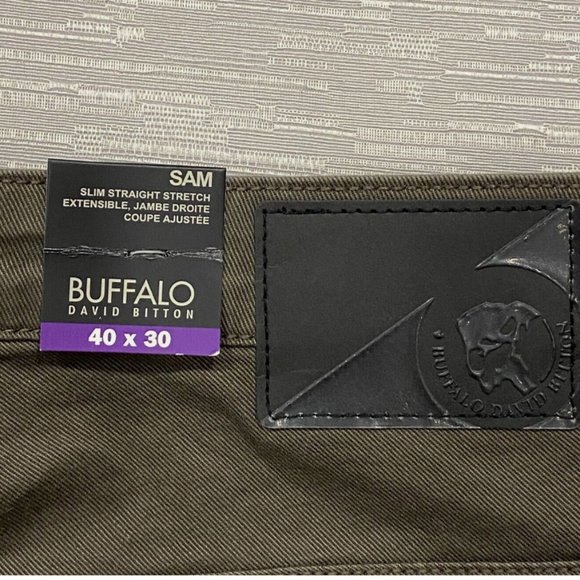 SAM
SLIM STRAIGHT STRETCH
EXTENSIBLE, JAMBE DROITE
COUPE AJUSTÉE
BUFFALO
DAVID BITTON
40 x 30
BUFFALO DAVID BITTON